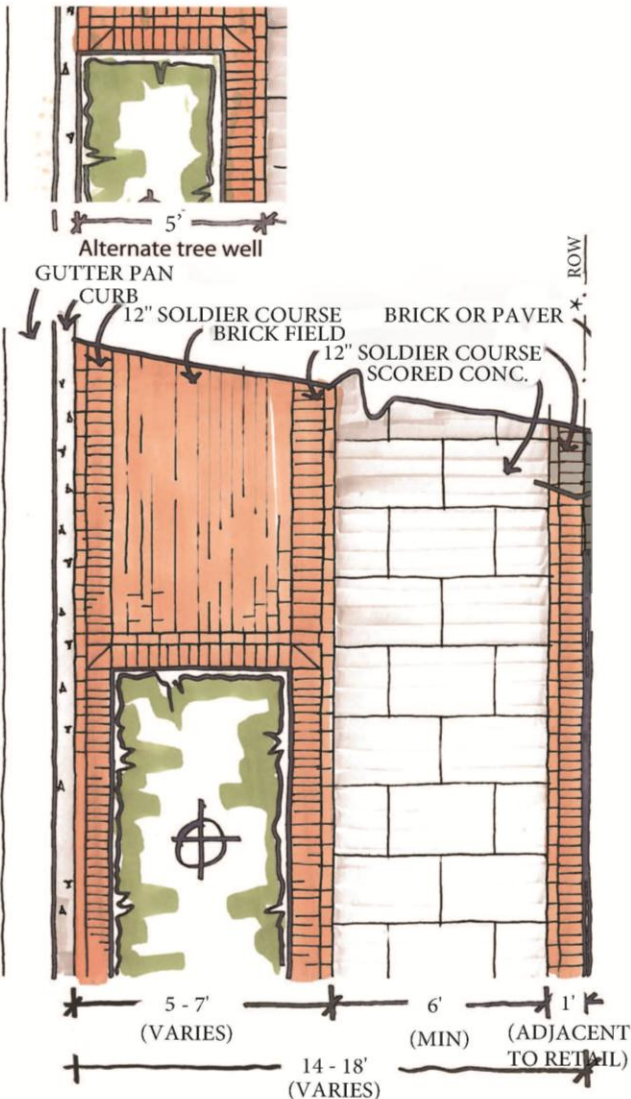 5'
Alternate tree well
ROW
GUTTER PAN
CURB
12" SOLDIER COURSE
BRICK FIELD
BRICK OR PAVER *
12" SOLDIER COURSE
SCORED CONC.
5 - 7'
(VARIES)
6'
(MIN)
1'
(ADJACENT
TO RETAIL)
14 - 18'
(VARIES)